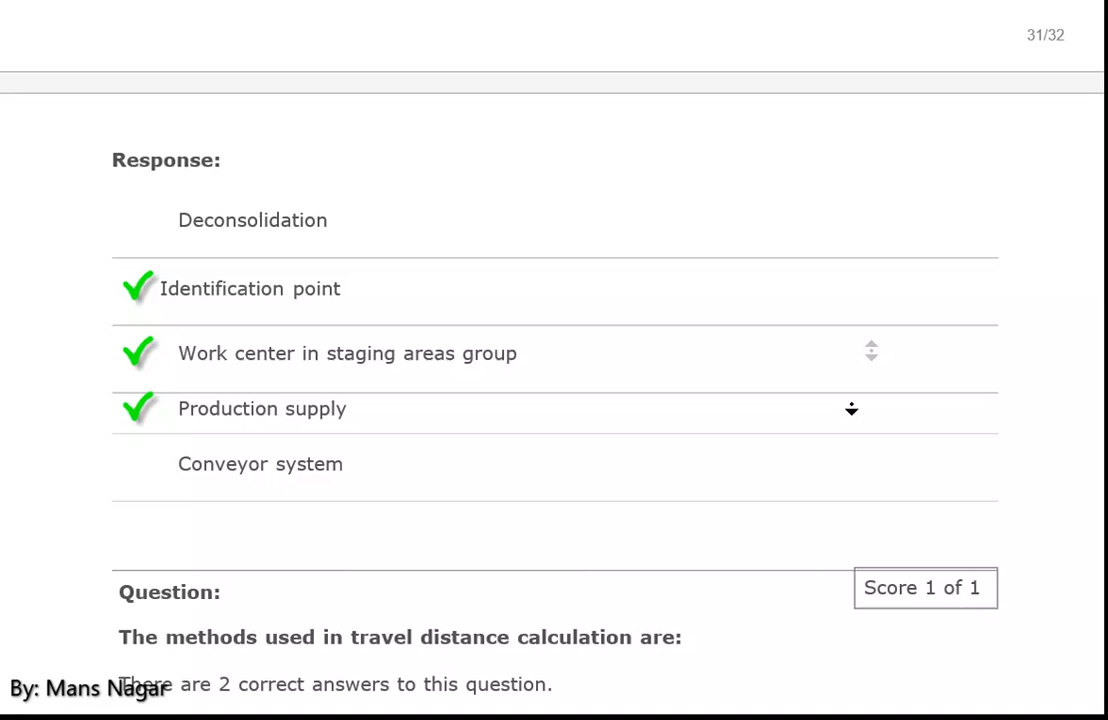 31/32
Response:
Deconsolidation
Identification point
Work center in staging areas group
Production supply
Conveyor system
Question:
Score 1 of 1
The methods used in travel distance calculation are:
There are 2 correct answers to this question.
By: Mans Nagar